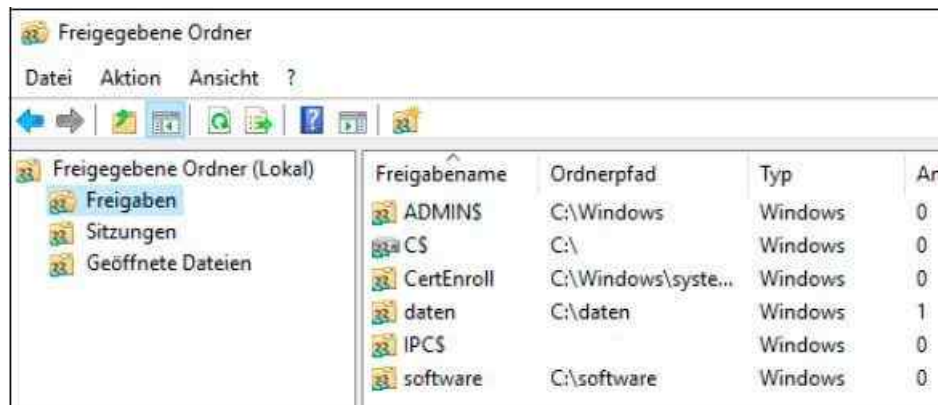 Freigegebene Ordner
Datei Aktion Ansicht ?
Freigegebene Ordner (Lokal)
Freigaben
Sitzungen
Geöffnete Dateien
Freigabename Ordnerpfad Typ Ar
ADMIN$ C:\Windows Windows 0
C$ C:\ Windows 0
CertEnroll C:\Windows\syste... Windows 0
daten C:\daten Windows 1
IPC$ Windows 0
software C:\software Windows 0